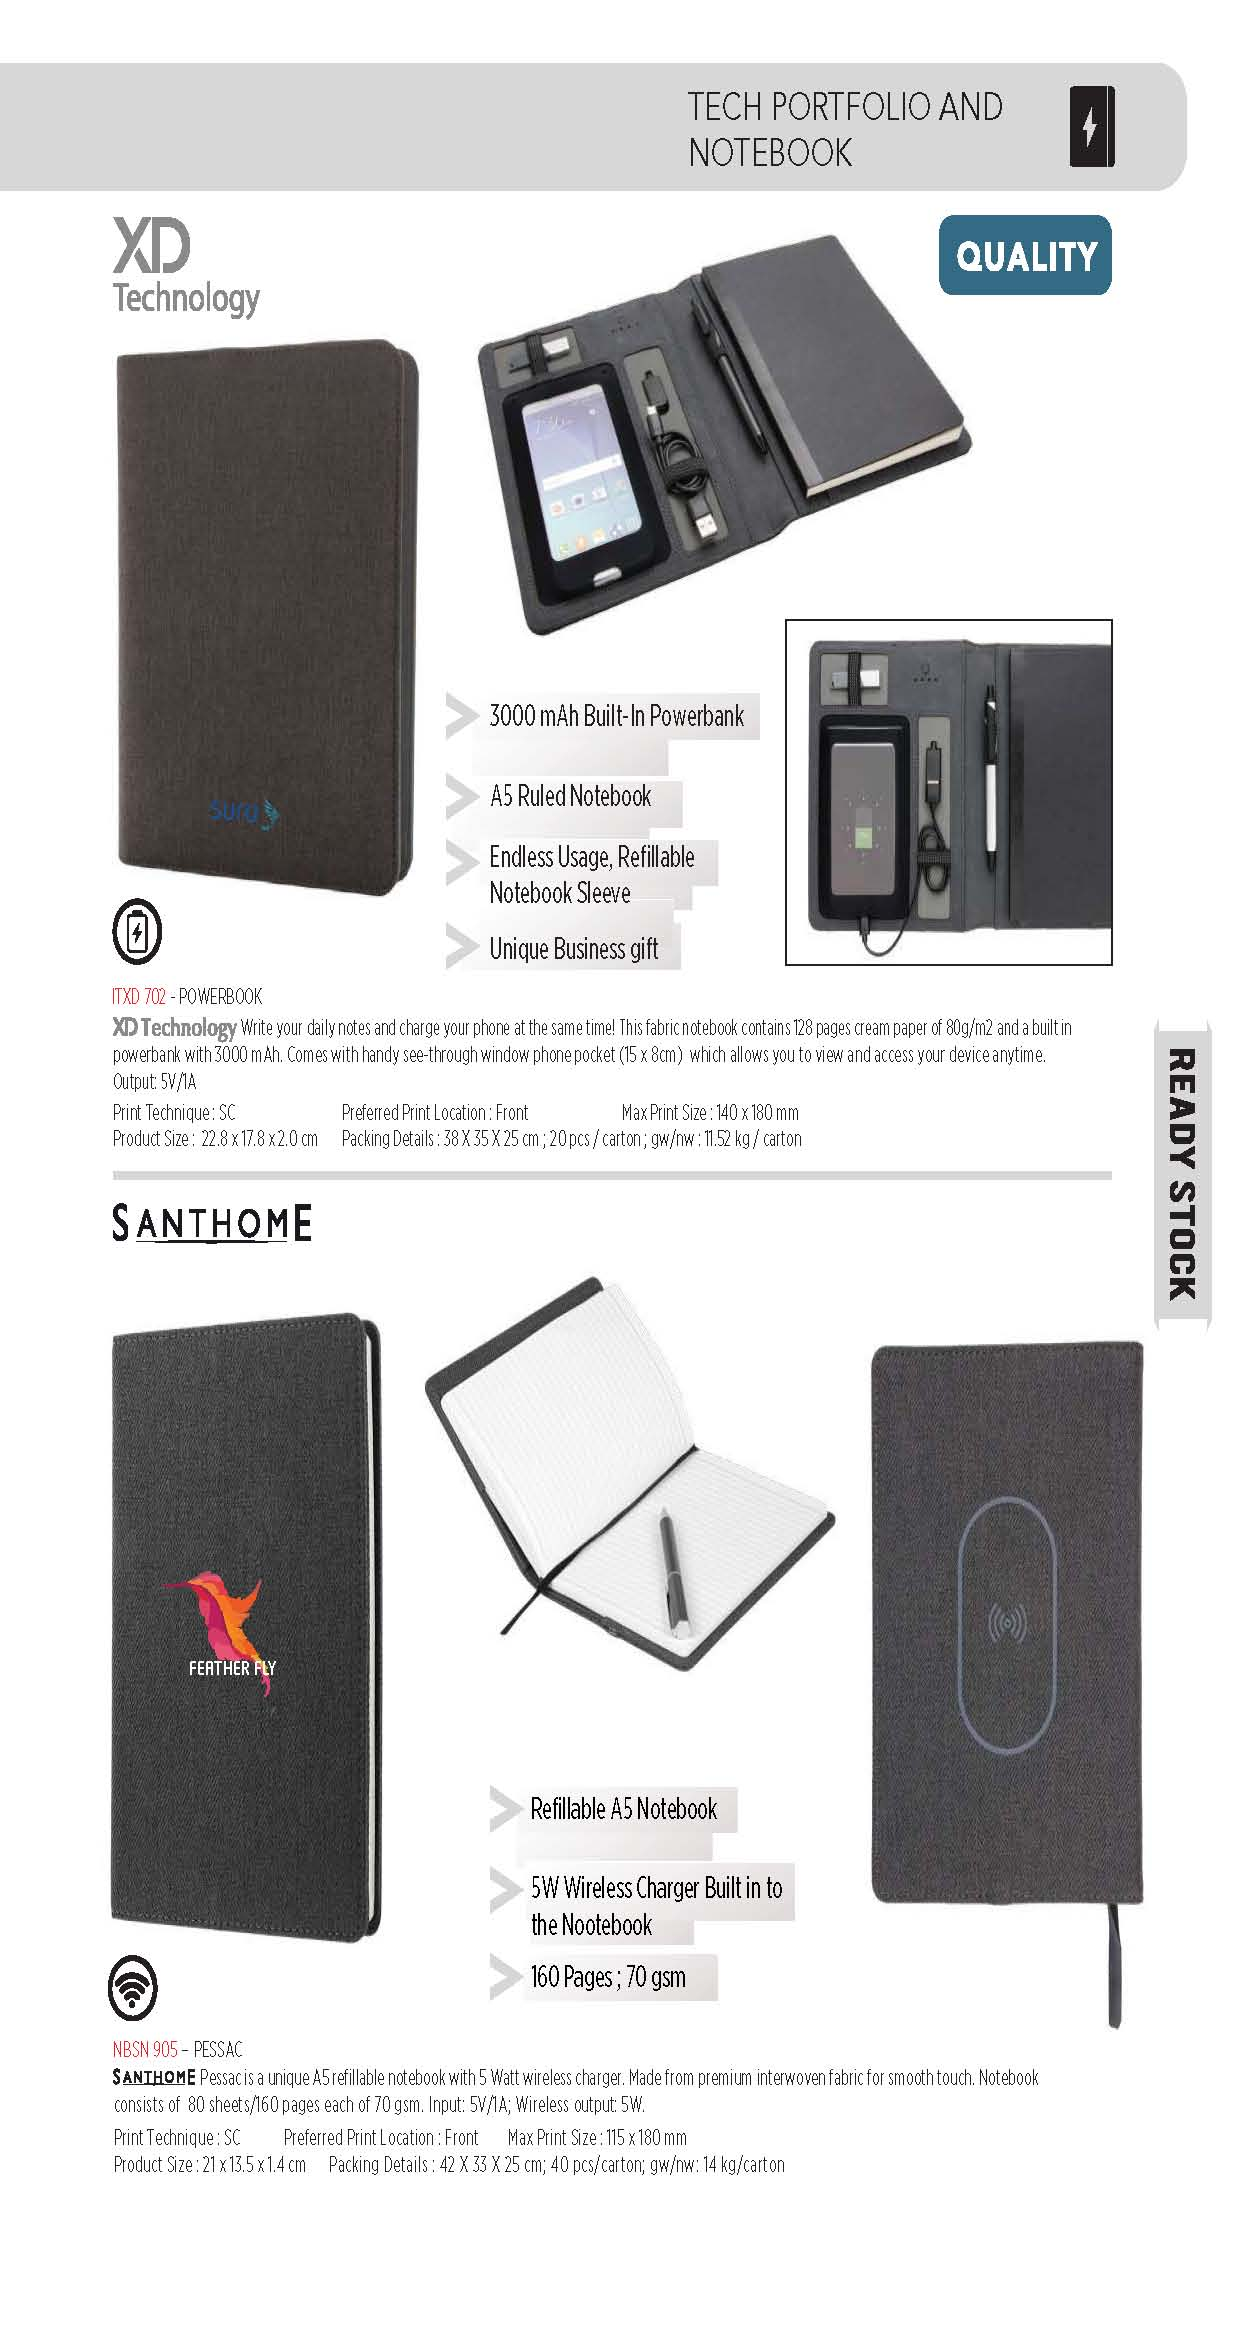 TECH PORTFOLIO AND
NOTEBOOK
XD
Technology
QUALITY
Sura
3000 mAh Built-In Powerbank
A5 Ruled Notebook
Endless Usage, Refillable
Notebook Sleeve
Unique Business gift
ITXD 702 - POWERBOOK
XD Technology Write your daily notes and charge your phone at the same time! This fabric notebook contains 128 pages cream paper of 80g/m2 and a built in
powerbank with 3000 mAh. Comes with handy see-through window phone pocket (15 x 8cm) which allows you to view and access your device anytime.
Output: 5V/1A
Print Technique : SC Preferred Print Location : Front Max Print Size : 140 x 180 mm
Product Size : 22.8 x 17.8 x 2.0 cm Packing Details : 38 X 35 X 25 cm ; 20 pcs / carton ; gw/nw : 11.52 kg / carton
READY STOCK
SANTHOME
FEATHER FLY
Refillable A5 Notebook
5W Wireless Charger Built in to
the Nootebook
160 Pages ; 70 gsm
NBSN 905 – PESSAC
SANTHOME Pessac is a unique A5 refillable notebook with 5 Watt wireless charger. Made from premium interwoven fabric for smooth touch. Notebook
consists of 80 sheets/160 pages each of 70 gsm. Input: 5V/1A; Wireless output: 5W.
Print Technique : SC Preferred Print Location : Front Max Print Size : 115 x 180 mm
Product Size : 21 x 13.5 x 1.4 cm Packing Details : 42 X 33 X 25 cm; 40 pcs/carton; gw/nw: 14 kg/carton